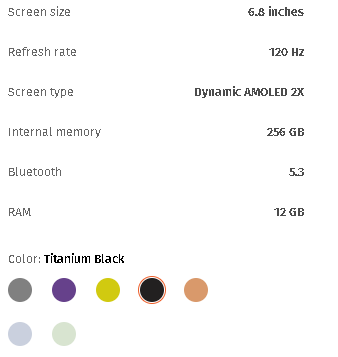 Screen size 6.8 inches
Refresh rate 120 Hz
Screen type Dynamic AMOLED 2X
Internal memory 256 GB
Bluetooth 5.3
RAM 12 GB
Color: Titanium Black